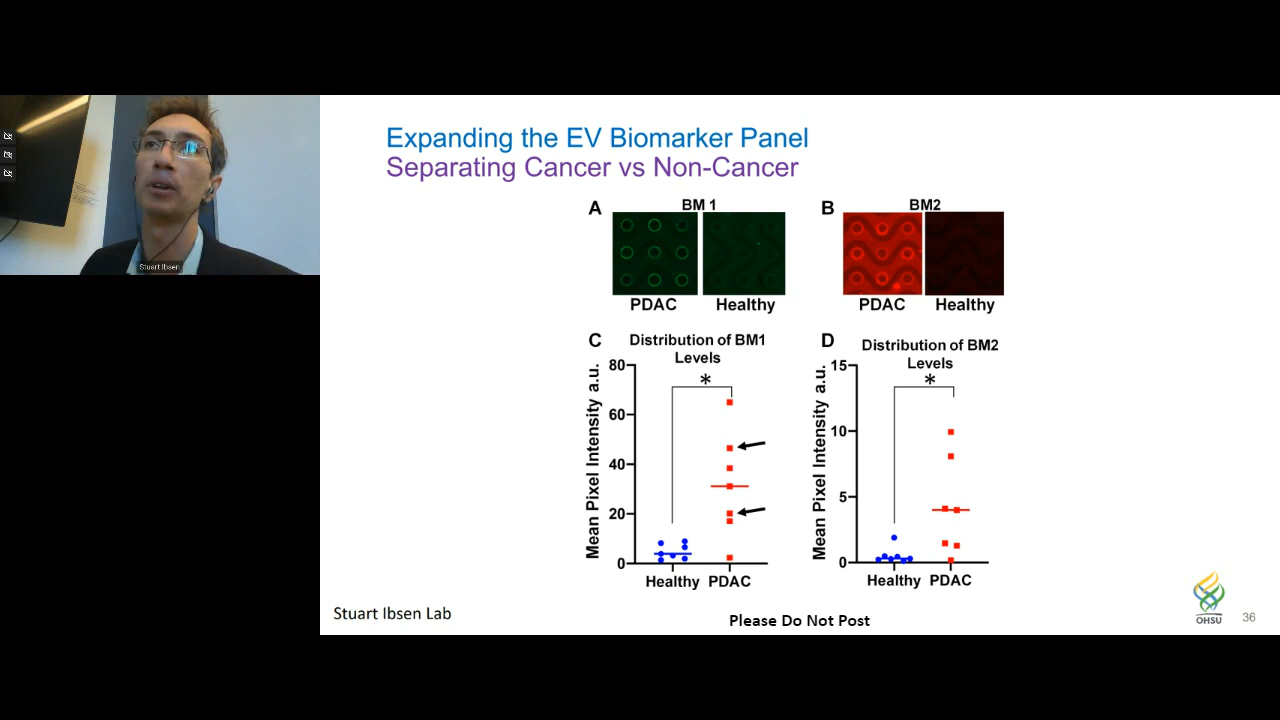 Stuart Ibsen
Expanding the EV Biomarker Panel
Separating Cancer vs Non-Cancer
A
BM 1
PDAC
Healthy
B
BM2
PDAC
Healthy
C
Distribution of BM1
Levels
Mean Pixel Intensity a.u.
80
60
40
20
0
*
Healthy
PDAC
D
Distribution of BM2
Levels
Mean Pixel Intensity a.u.
15
10
5
0
*
Healthy
PDAC
Stuart Ibsen Lab
Please Do Not Post
OHSU
36